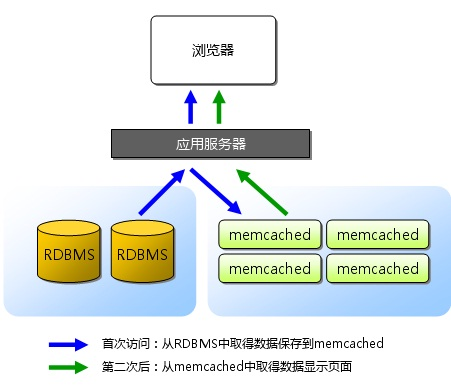 浏览器
应用服务器
RDBMS RDBMS
memcached memcached
memcached memcached
首次访问：从RDBMS中取得数据保存到memcached
第二次后：从memcached中取得数据显示页面